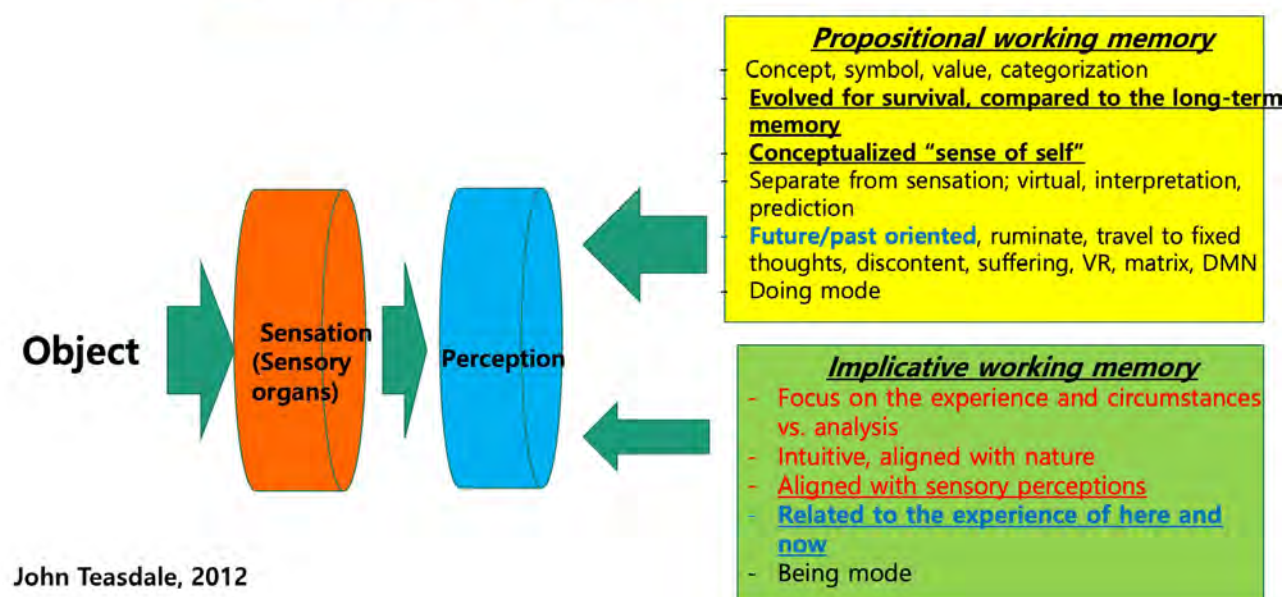 Object
Sensation
(Sensory
organs)
Perception
Propositional working memory
- Concept, symbol, value, categorization
- Evolved for survival, compared to the long-term
memory
- Conceptualized “sense of self”
- Separate from sensation; virtual, interpretation,
prediction
- Future/past oriented, ruminate, travel to fixed
thoughts, discontent, suffering, VR, matrix, DMN
- Doing mode
Implicative working memory
- Focus on the experience and circumstances
vs. analysis
- Intuitive, aligned with nature
- Aligned with sensory perceptions
- Related to the experience of here and
now
- Being mode
John Teasdale, 2012